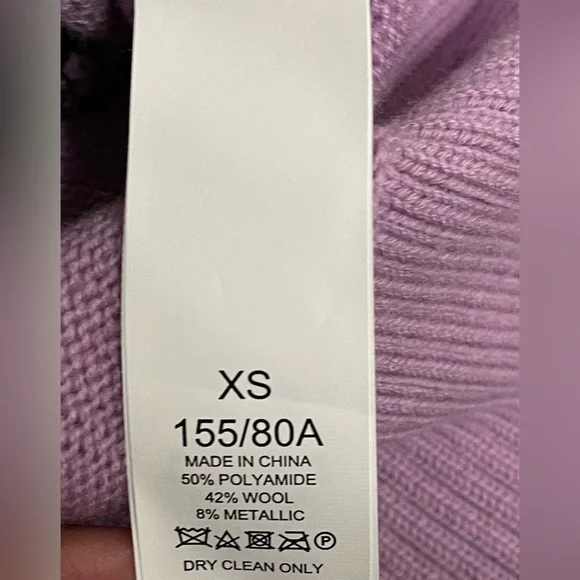 XS
155/80A
MADE IN CHINA
50% POLYAMIDE
42% WOOL
8% METALLIC
P
DRY CLEAN ONLY